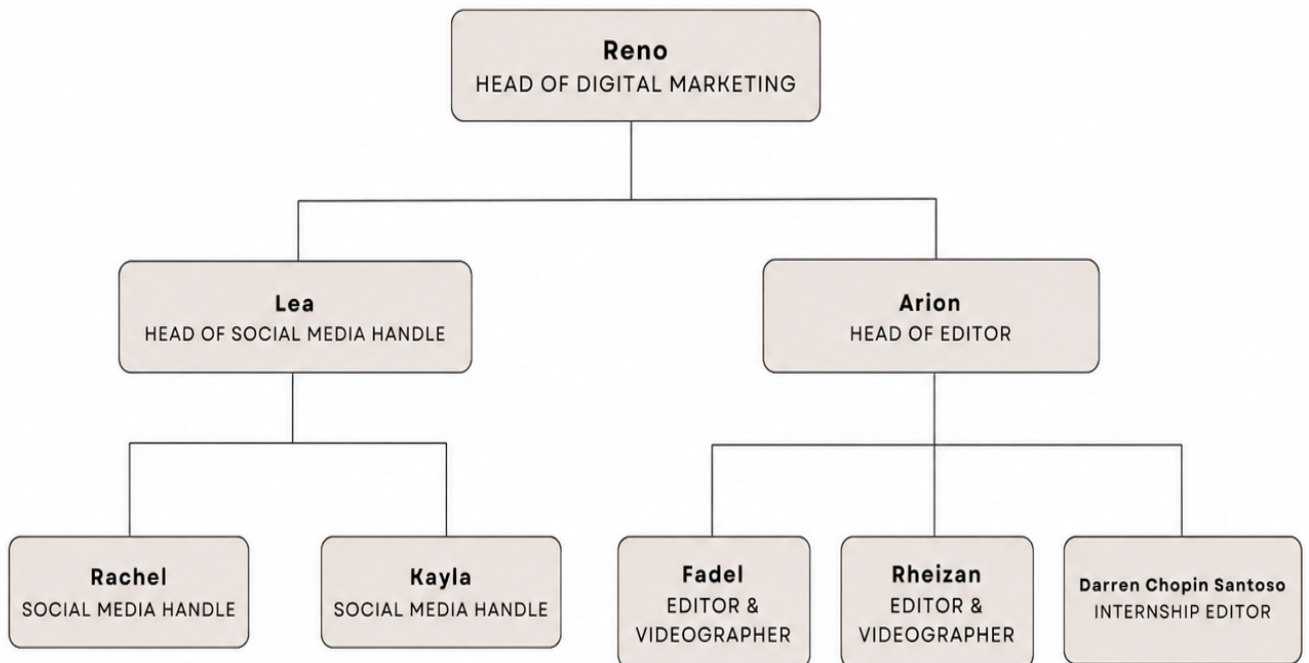 Reno
HEAD OF DIGITAL MARKETING
Lea
HEAD OF SOCIAL MEDIA HANDLE
Arion
HEAD OF EDITOR
Rachel
SOCIAL MEDIA HANDLE
Kayla
SOCIAL MEDIA HANDLE
Fadel
EDITOR &
VIDEOGRAPHER
Rheizan
EDITOR &
VIDEOGRAPHER
Darren Chopin Santoso
INTERNSHIP EDITOR